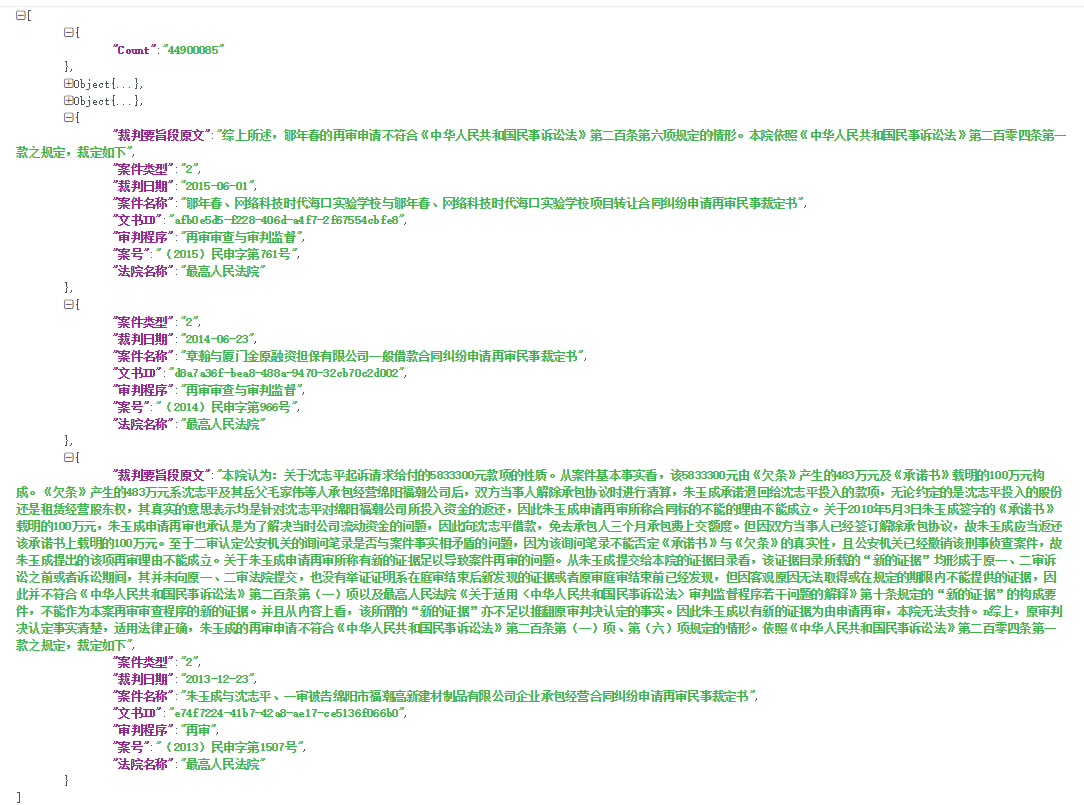 [
{
"Count":"44900085"
},
Object{...},
Object{...},
{
"裁判要旨段原文":"综上所述，郇年春的再审申请不符合《中华人民共和国民事诉讼法》第二百条第六项规定的情形。本院依照《中华人民共和国民事诉讼法》第二百零四条第一
款之规定，裁定如下",
"案件类型":"2",
"裁判日期":"2015-06-01",
"案件名称":"郇年春、网络科技时代海口实验学校与郇年春、网络科技时代海口实验学校项目转让合同纠纷申请再审民事裁定书",
"文书ID":"afb0e5d5-f228-406d-a4f7-2f67554cbfe8",
"审判程序":"再审审查与审判监督",
"案号":"（2015）民申字第761号",
"法院名称":"最高人民法院"
},
{
"案件类型":"2",
"裁判日期":"2014-06-23",
"案件名称":"章瀚与厦门金原融资担保有限公司一般借款合同纠纷申请再审民事裁定书",
"文书ID":"d8a7a36f-bea8-488a-9470-32cb70c2d002",
"审判程序":"再审审查与审判监督",
"案号":"（2014）民申字第966号",
"法院名称":"最高人民法院"
},
{
"裁判要旨段原文":"本院认为：关于沈志平起诉请求给付的5833300元款项的性质。从案件基本事实看，该5833300元由《欠条》产生的483万元及《承诺书》载明的100万元构
成。《欠条》产生的483万元系沈志平及其岳父毛家伟等人承包经营绵阳福潮公司后，双方当事人解除承包协议时进行清算，朱玉成承诺退回给沈志平投入的款项，无论约定的是沈志平投入的股份
还是租赁经营股东权，其真实的意思表示均是针对沈志平对绵阳福潮公司所投入资金的返还，因此朱玉成申请再审所称合同标的不能的理由不能成立。关于2010年5月3日朱玉成签字的《承诺书》
载明的100万元，朱玉成申请再审也承认是为了解决当时公司流动资金的问题，因此向沈志平借款，免去承包人三个月承包费上交额度。但因双方当事人已经签订解除承包协议，故朱玉成应当返还
该承诺书上载明的100万元。至于二审认定公安机关的询问笔录是否与案件事实相矛盾的问题，因为该询问笔录不能否定《承诺书》与《欠条》的真实性，且公安机关已经撤销该刑事侦查案件，故
朱玉成提出的该项再审理由不能成立。关于朱玉成申请再审所称有新的证据足以导致案件再审的问题。从朱玉成提交给本院的证据目录看，该证据目录所载的“新的证据”均形成于原一、二审诉
讼之前或者诉讼期间，其并未向原一、二审法院提交，也没有举证证明系在庭审结束后新发现的证据或者原审庭审结束前已经发现，但因客观原因无法取得或在规定的期限内不能提供的证据，因
此并不符合《中华人民共和国民事诉讼法》第二百条第（一）项以及最高人民法院《关于适用〈中华人民共和国民事诉讼法〉审判监督程序若干问题的解释》第十条规定的“新的证据”的构成要
件，不能作为本案再审审查程序的新的证据。并且从内容上看，该所谓的“新的证据”亦不足以推翻原审判决认定的事实。因此朱玉成以有新的证据为由申请再审，本院无法支持。n综上，原审判
决认定事实清楚，适用法律正确，朱玉成的再审申请不符合《中华人民共和国民事诉讼法》第二百条第（一）项、第（六）项规定的情形。依照《中华人民共和国民事诉讼法》第二百零四条第一
款之规定，裁定如下",
"案件类型":"2",
"裁判日期":"2013-12-23",
"案件名称":"朱玉成与沈志平、一审被告绵阳市福潮高新建材制品有限公司企业承包经营合同纠纷申请再审民事裁定书",
"文书ID":"e74f7224-41b7-42a8-ae17-ce5136f066b0",
"审判程序":"再审",
"案号":"（2013）民申字第1507号",
"法院名称":"最高人民法院"
}
]